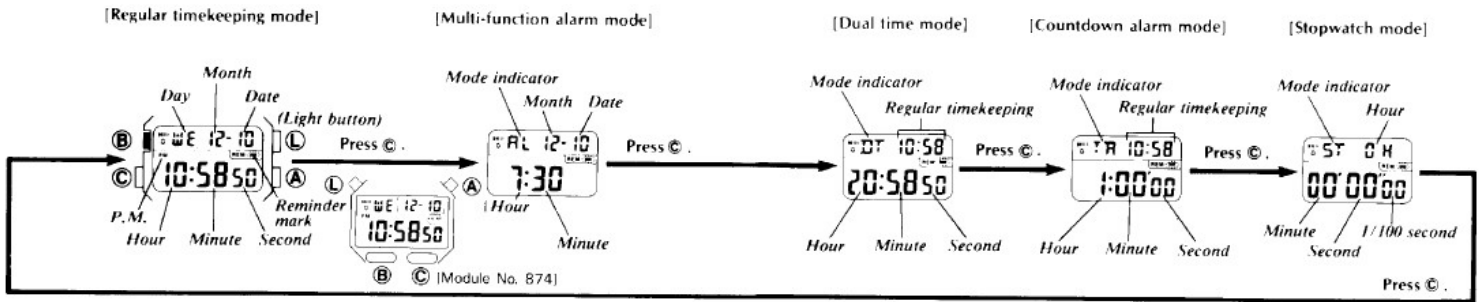 [Regular timekeeping mode]
[Multi-function alarm mode]
[Dual time mode]
[Countdown alarm mode]
[Stopwatch mode]
Month
Day
Date
(Light button)
Ⓑ
WE 12-10
Ⓛ
PM
10:58 50
Ⓒ
Ⓐ
P.M.
Hour
Minute
Second
Reminder mark
Press Ⓒ.
Mode indicator
Month
Date
AL 12-10
7:30
Hour
Minute
Ⓛ
Ⓐ
WE 12-10
10:58 50
Ⓑ
Ⓒ
[Module No. 874]
Press Ⓒ.
Mode indicator
Regular timekeeping
DT 10:58
20:58 50
Hour
Minute
Second
Press Ⓒ.
Mode indicator
Regular timekeeping
TR 10:58
1:00'00
Hour
Minute
Second
Press Ⓒ.
Mode indicator
Hour
ST 0H
00'00"00
Minute
Second
1/100 second
Press Ⓒ.